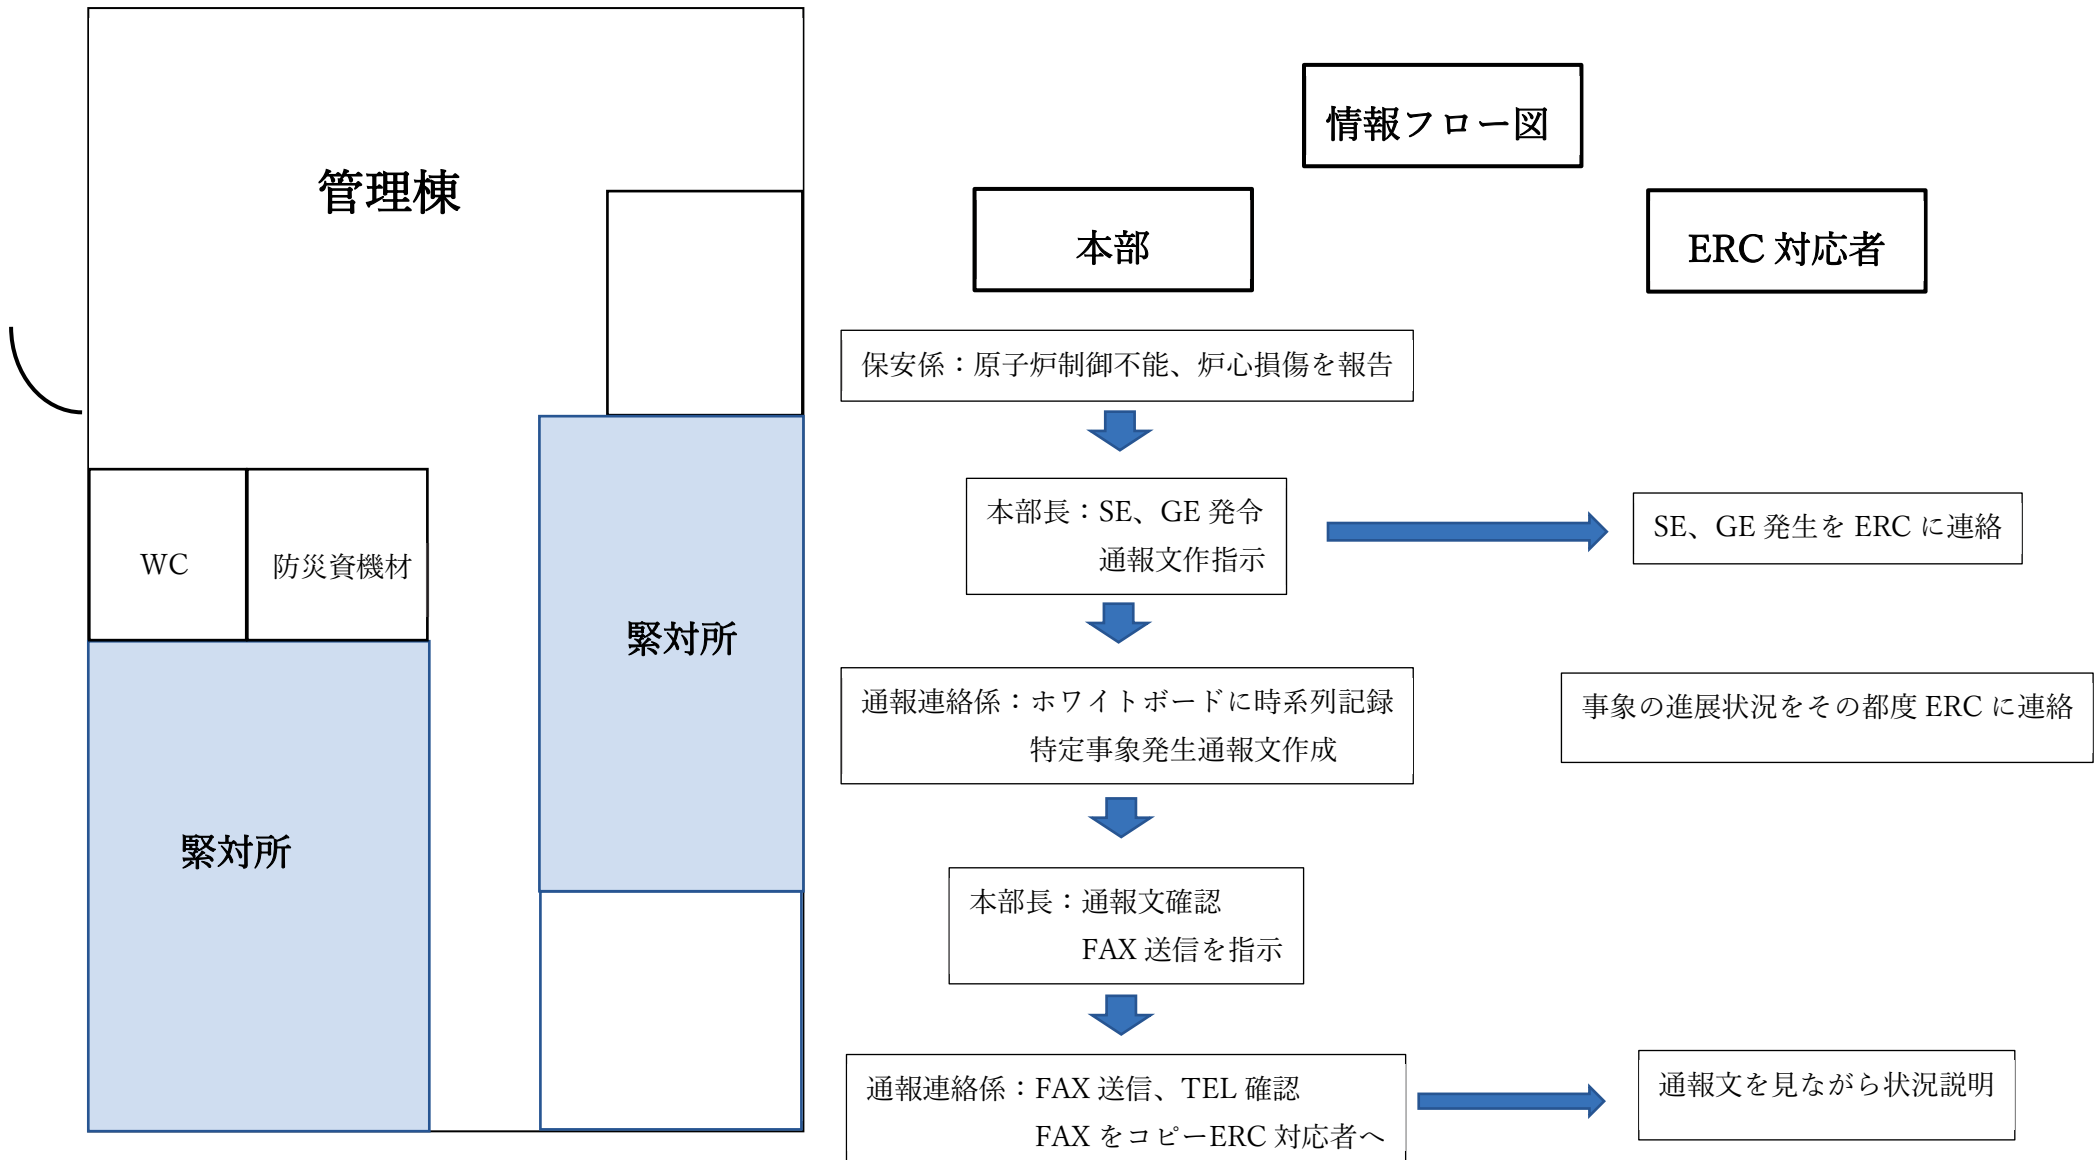 管理棟
WC
防災資機材
緊対所
緊対所
情報フロー図
本部
ERC 対応者
保安係：原子炉制御不能、炉心損傷を報告
本部長：SE、GE 発令
通報文作指示
SE、GE 発生を ERC に連絡
通報連絡係：ホワイトボードに時系列記録
特定事象発生通報文作成
事象の進展状況をその都度 ERC に連絡
本部長：通報文確認
FAX 送信を指示
通報連絡係：FAX 送信、TEL 確認
FAX をコピーERC 対応者へ
通報文を見ながら状況説明